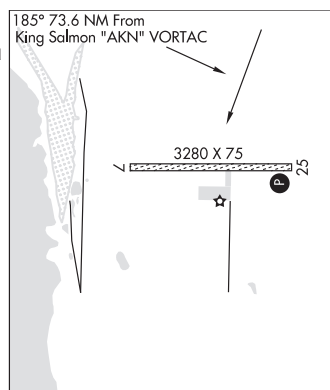 185° 73.6 NM From
King Salmon "AKN" VORTAC
3280 X 75
7
25
P